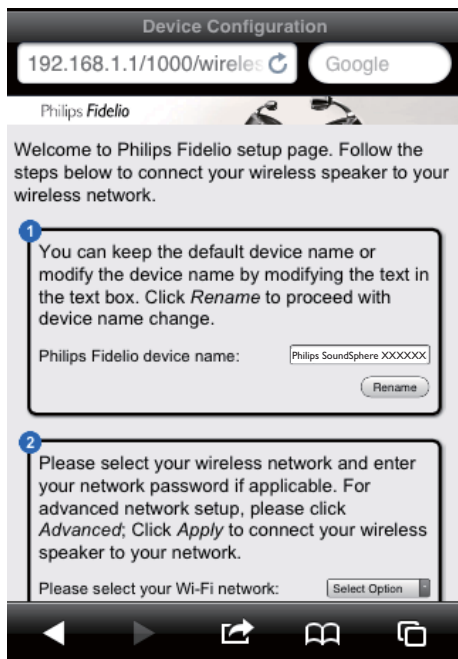 Device Configuration
192.168.1.1/1000/wireles
Google
Philips Fidelio
Welcome to Philips Fidelio setup page. Follow the
steps below to connect your wireless speaker to your
wireless network.
1
You can keep the default device name or
modify the device name by modifying the text in
the text box. Click Rename to proceed with
device name change.
Philips Fidelio device name:
Philips SoundSphere XXXXXX
Rename
2
Please select your wireless network and enter
your network password if applicable. For
advanced network setup, please click
Advanced; Click Apply to connect your wireless
speaker to your network.
Please select your Wi-Fi network:
Select Option